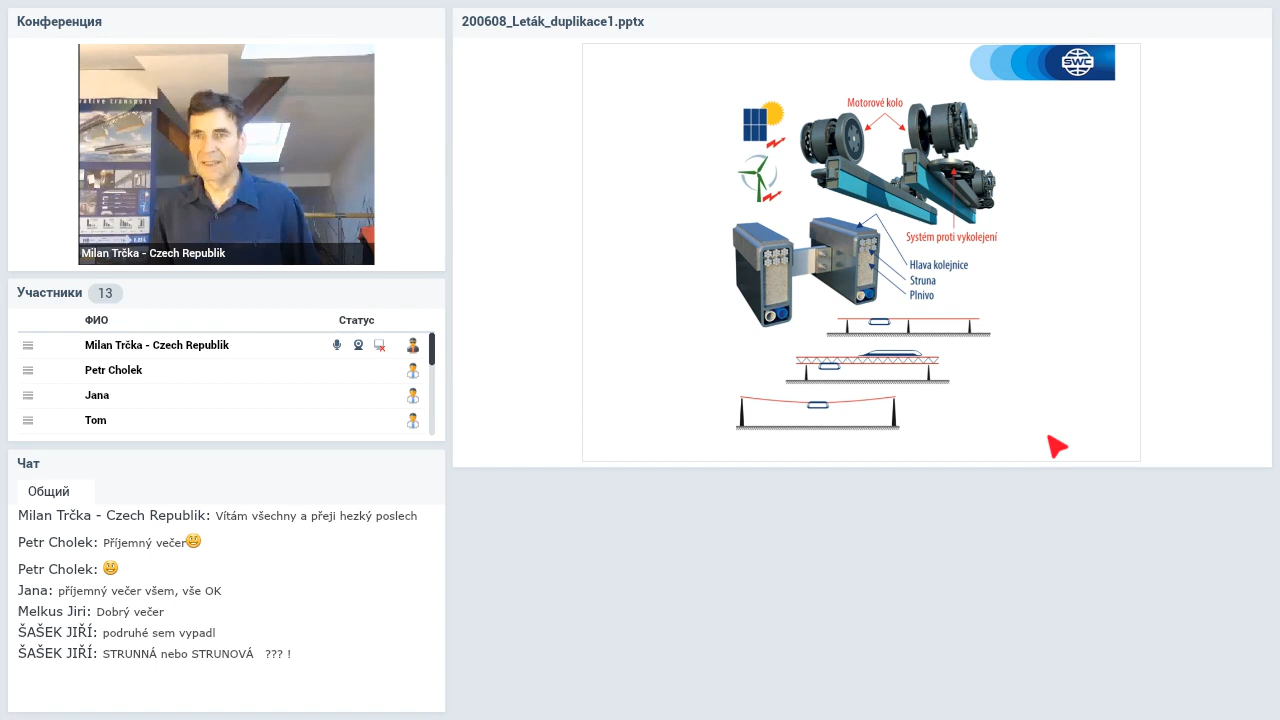 Конференция
rative transport
Milan Trčka - Czech Republik
Участники 13
ФИО Статус
Milan Trčka - Czech Republik
Petr Cholek
Jana
Tom
Чат
Общий
Milan Trčka - Czech Republik: Vítám všechny a přeji hezký poslech
Petr Cholek: Příjemný večer
Petr Cholek:
Jana: příjemný večer všem, vše OK
Melkus Jiri: Dobrý večer
ŠAŠEK JIŘÍ: podruhé sem vypadl
ŠAŠEK JIŘÍ: STRUNNÁ nebo STRUNOVÁ ??? !
200608_Leták_duplikace1.pptx
SWC
Motorové kolo
Systém proti vykolejení
Hlava kolejnice
Struna
Plnivo